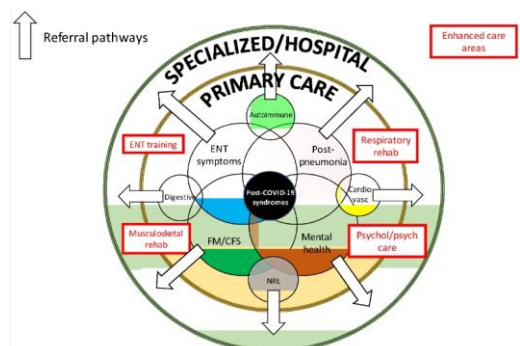 Referral pathways
Enhanced care
areas
SPECIALIZED/HOSPITAL
PRIMARY CARE
Autoimmune
ENT
symptoms
Post-
pneumonia
ENT training
Respiratory
rehab
Digestive
Post-COVID-19
syndromes
Cardio
vasc
Musculosketal
rehab
FM/CFS
Mental
health
Psychol/psych
care
NRL